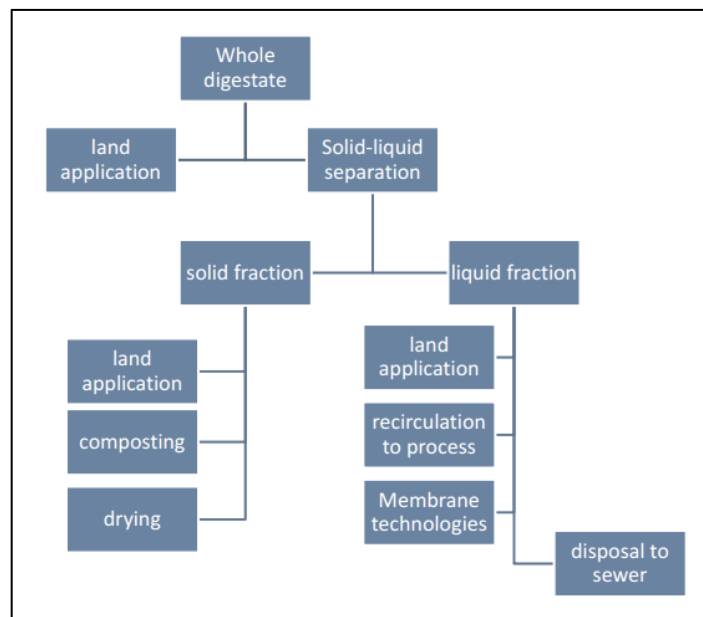 Whole
digestate
land
application
Solid-liquid
separation
solid fraction
liquid fraction
land
application
composting
drying
land
application
recirculation
to process
Membrane
technologies
disposal to
sewer